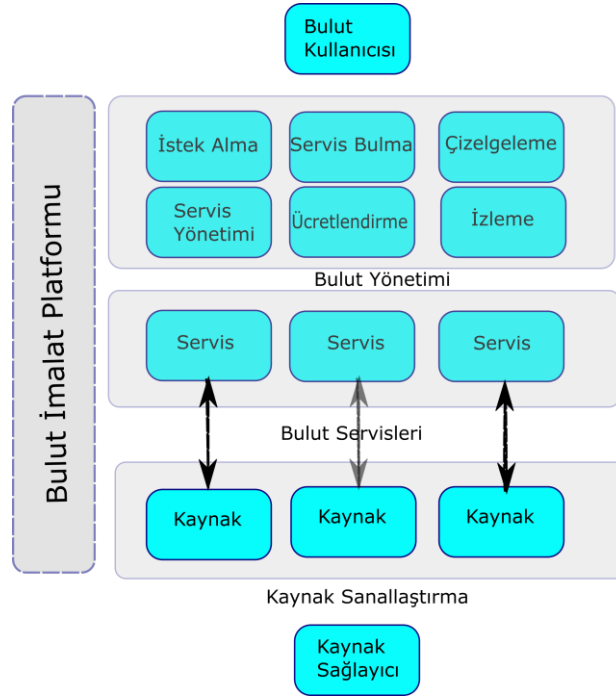 Bulut
Kullanıcısı
Bulut İmalat Platformu
İstek Alma
Servis Bulma
Çizelgeleme
Servis
Yönetimi
Ücretlendirme
İzleme
Bulut Yönetimi
Servis
Servis
Servis
Bulut Servisleri
Kaynak
Kaynak
Kaynak
Kaynak Sanallaştırma
Kaynak
Sağlayıcı